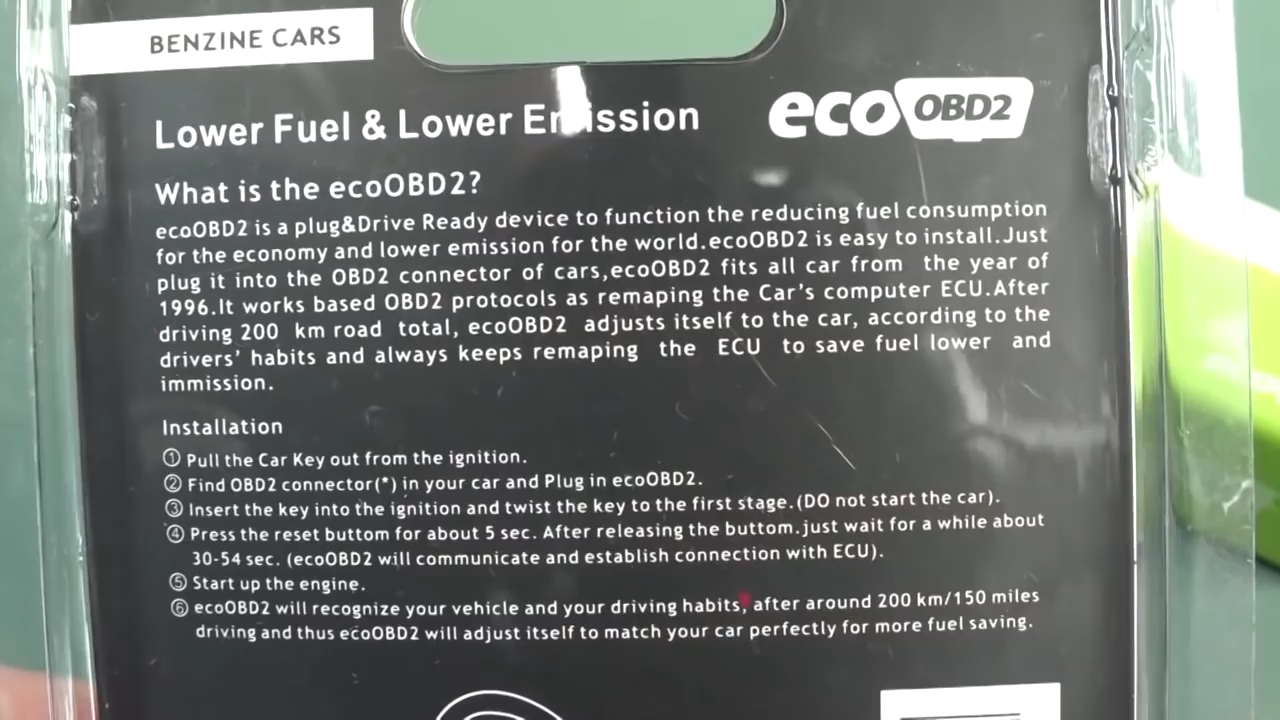 BENZINE CARS
Lower Fuel & Lower Emission
eco OBD2
What is the ecoOBD2?
ecoOBD2 is a plug&Drive Ready device to function the reducing fuel consumption
for the economy and lower emission for the world.ecoOBD2 is easy to install.Just
plug it into the OBD2 connector of cars,ecoOBD2 fits all car from the year of
1996.It works based OBD2 protocols as remaping the Car's computer ECU.After
driving 200 km road total, ecoOBD2 adjusts itself to the car, according to the
drivers' habits and always keeps remaping the ECU to save fuel lower and
immission.
Installation
① Pull the Car Key out from the ignition.
② Find OBD2 connector(*) in your car and Plug in ecoOBD2.
③ Insert the key into the ignition and twist the key to the first stage.(DO not start the car).
④ Press the reset buttom for about 5 sec. After releasing the buttom.just wait for a while about
30-54 sec. (ecoOBD2 will communicate and establish connection with ECU).
⑤ Start up the engine.
⑥ ecoOBD2 will recognize your vehicle and your driving habits, after around 200 km/150 miles
driving and thus ecoOBD2 will adjust itself to match your car perfectly for more fuel saving.